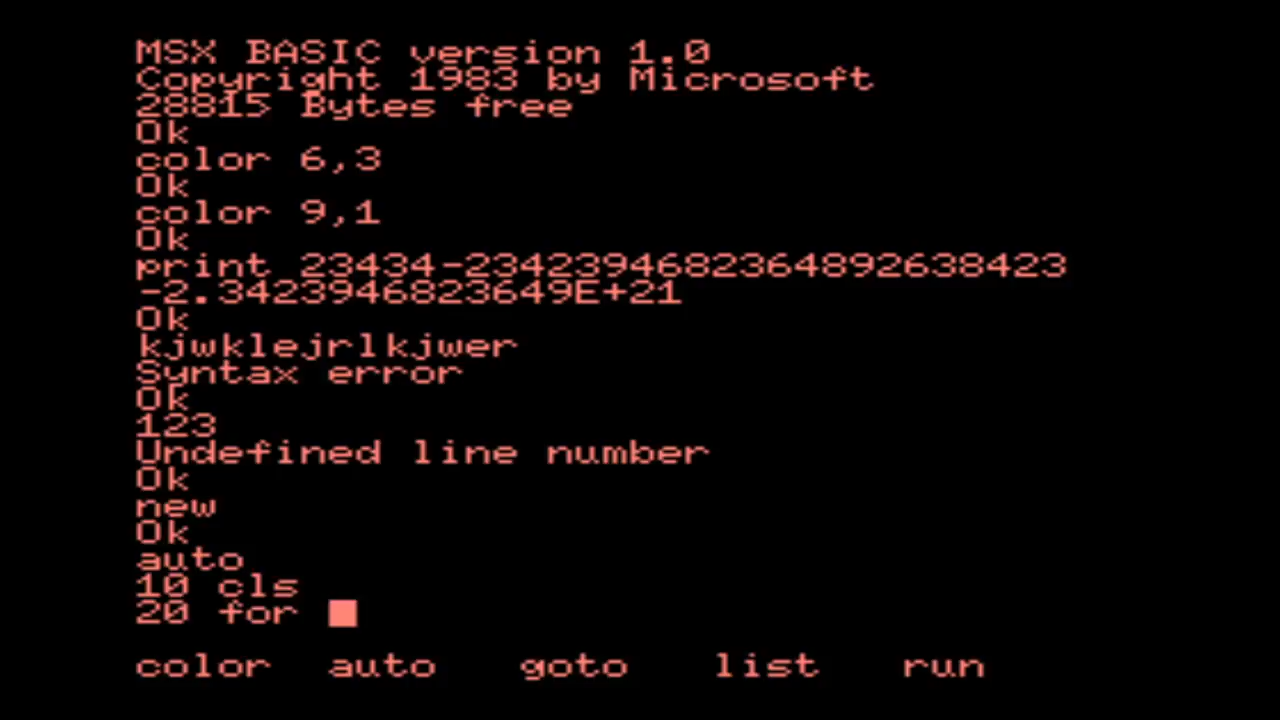 MSX BASIC version 1.0
Copyright 1983 by Microsoft
28815 Bytes free
Ok
color 6,3
Ok
color 9,1
Ok
print 23434-2342394682364892638423
-2.3423946823649E+21
Ok
kjwklejrlkjwer
Syntax error
Ok
123
Undefined line number
Ok
new
Ok
auto
10 cls
20 for
color auto goto list run